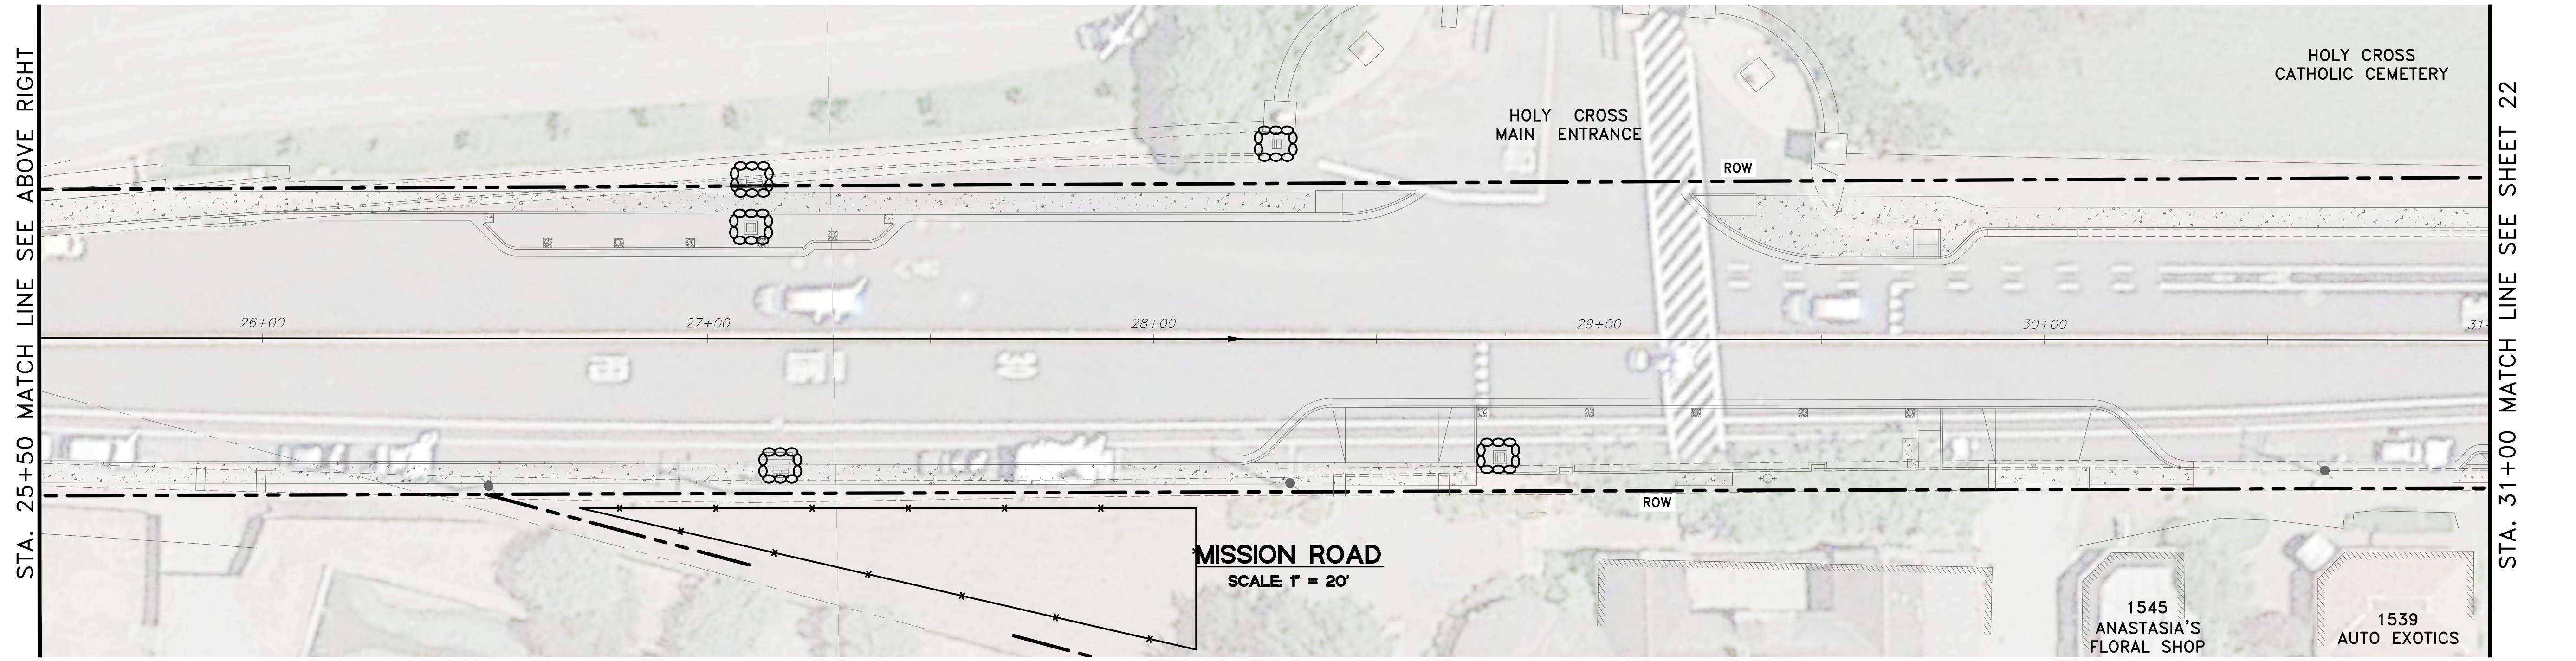 STA. 25+50 MATCH LINE SEE ABOVE RIGHT
HOLY CROSS
CATHOLIC CEMETERY
HOLY CROSS
MAIN ENTRANCE
ROW
26+00
27+00
28+00
29+00
30+00
31
ROW
MISSION ROAD
SCALE: 1" = 20'
1545
ANASTASIA'S
FLORAL SHOP
1539
AUTO EXOTICS
STA. 31+00 MATCH LINE SEE SHEET 22